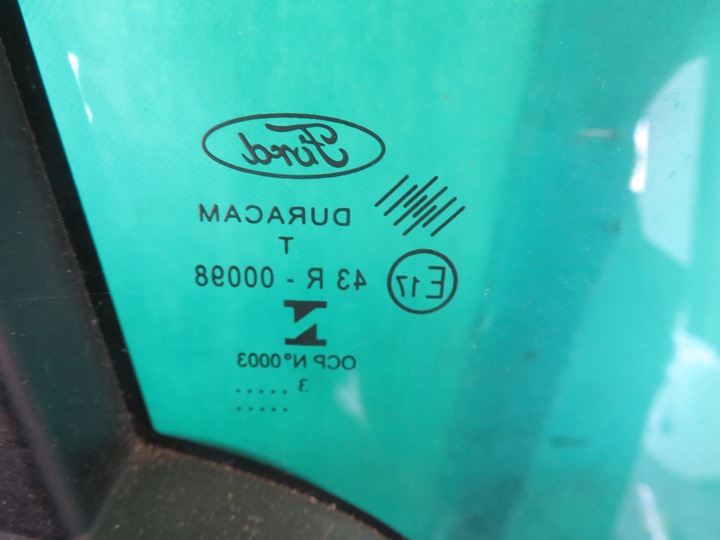 Ford
DURACAM
T
E17 43 R - 00098
OCP N°0003
3